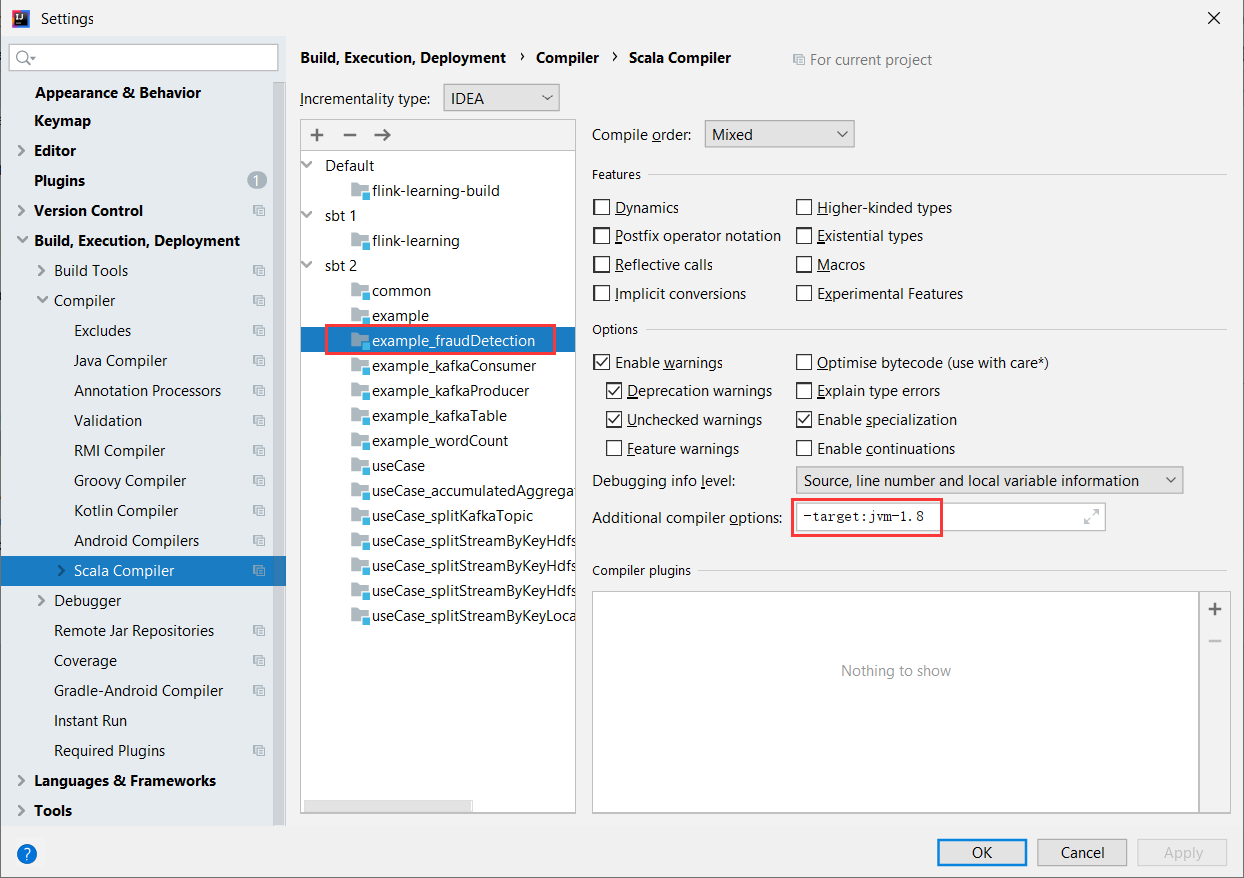 Settings
Appearance & Behavior
Keymap
Editor
Plugins 1
Version Control
Build, Execution, Deployment
Build Tools
Compiler
Excludes
Java Compiler
Annotation Processors
Validation
RMI Compiler
Groovy Compiler
Kotlin Compiler
Android Compilers
Scala Compiler
Debugger
Remote Jar Repositories
Coverage
Gradle-Android Compiler
Instant Run
Required Plugins
Languages & Frameworks
Tools
Build, Execution, Deployment › Compiler › Scala Compiler For current project
Incrementality type: IDEA
Default
flink-learning-build
sbt 1
flink-learning
sbt 2
common
example
example_fraudDetection
example_kafkaConsumer
example_kafkaProducer
example_kafkaTable
example_wordCount
useCase
useCase_accumulatedAggrega
useCase_splitKafkaTopic
useCase_splitStreamByKeyHdfs
useCase_splitStreamByKeyHdfs
useCase_splitStreamByKeyHdfs
useCase_splitStreamByKeyLoca
Compile order: Mixed
Features
Dynamics Higher-kinded types
Postfix operator notation Existential types
Reflective calls Macros
Implicit conversions Experimental Features
Options
Enable warnings Optimise bytecode (use with care*)
Deprecation warnings Explain type errors
Unchecked warnings Enable specialization
Feature warnings Enable continuations
Debugging info level: Source, line number and local variable information
Additional compiler options: -target:jvm-1.8
Compiler plugins
Nothing to show
? OK Cancel Apply